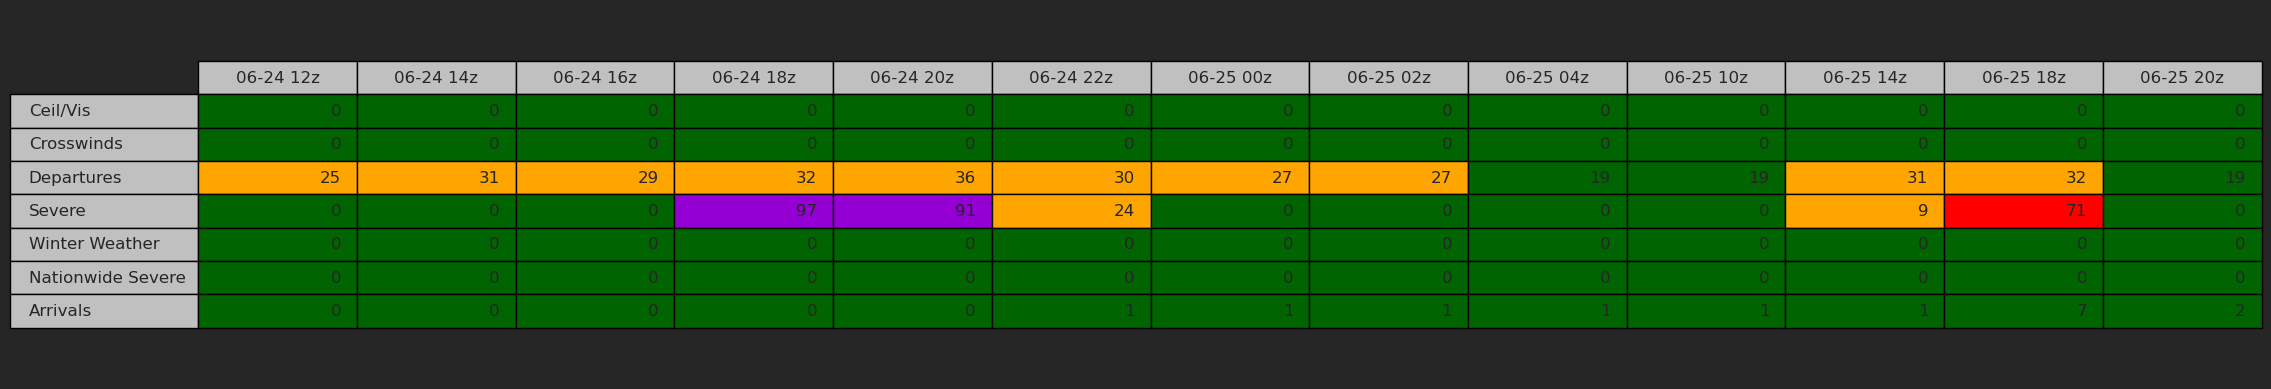 06-24 12z 06-24 14z 06-24 16z 06-24 18z 06-24 20z 06-24 22z 06-25 00z 06-25 02z 06-25 04z 06-25 10z 06-25 14z 06-25 18z 06-25 20z
Ceil/Vis 0 0 0 0 0 0 0 0 0 0 0 0 0
Crosswinds 0 0 0 0 0 0 0 0 0 0 0 0 0
Departures 25 31 29 32 36 30 27 27 19 19 31 32 19
Severe 0 0 0 97 91 24 0 0 0 0 9 71 0
Winter Weather 0 0 0 0 0 0 0 0 0 0 0 0 0
Nationwide Severe 0 0 0 0 0 0 0 0 0 0 0 0 0
Arrivals 0 0 0 0 0 1 1 1 1 1 1 7 2